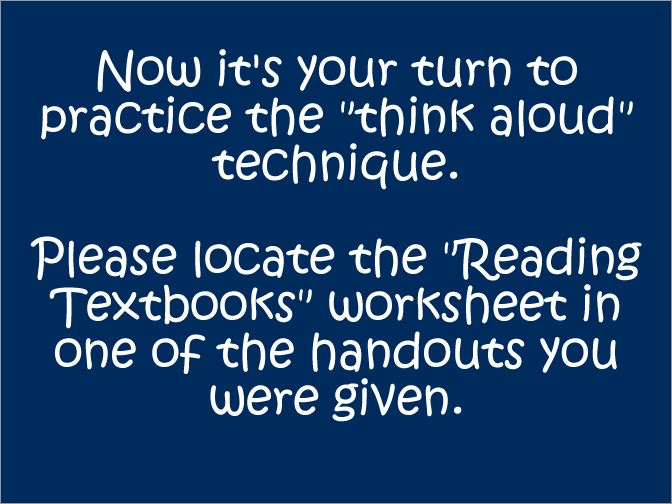 Now it's your turn to
practice the "think aloud"
technique.
Please locate the "Reading
Textbooks" worksheet in
one of the handouts you
were given.